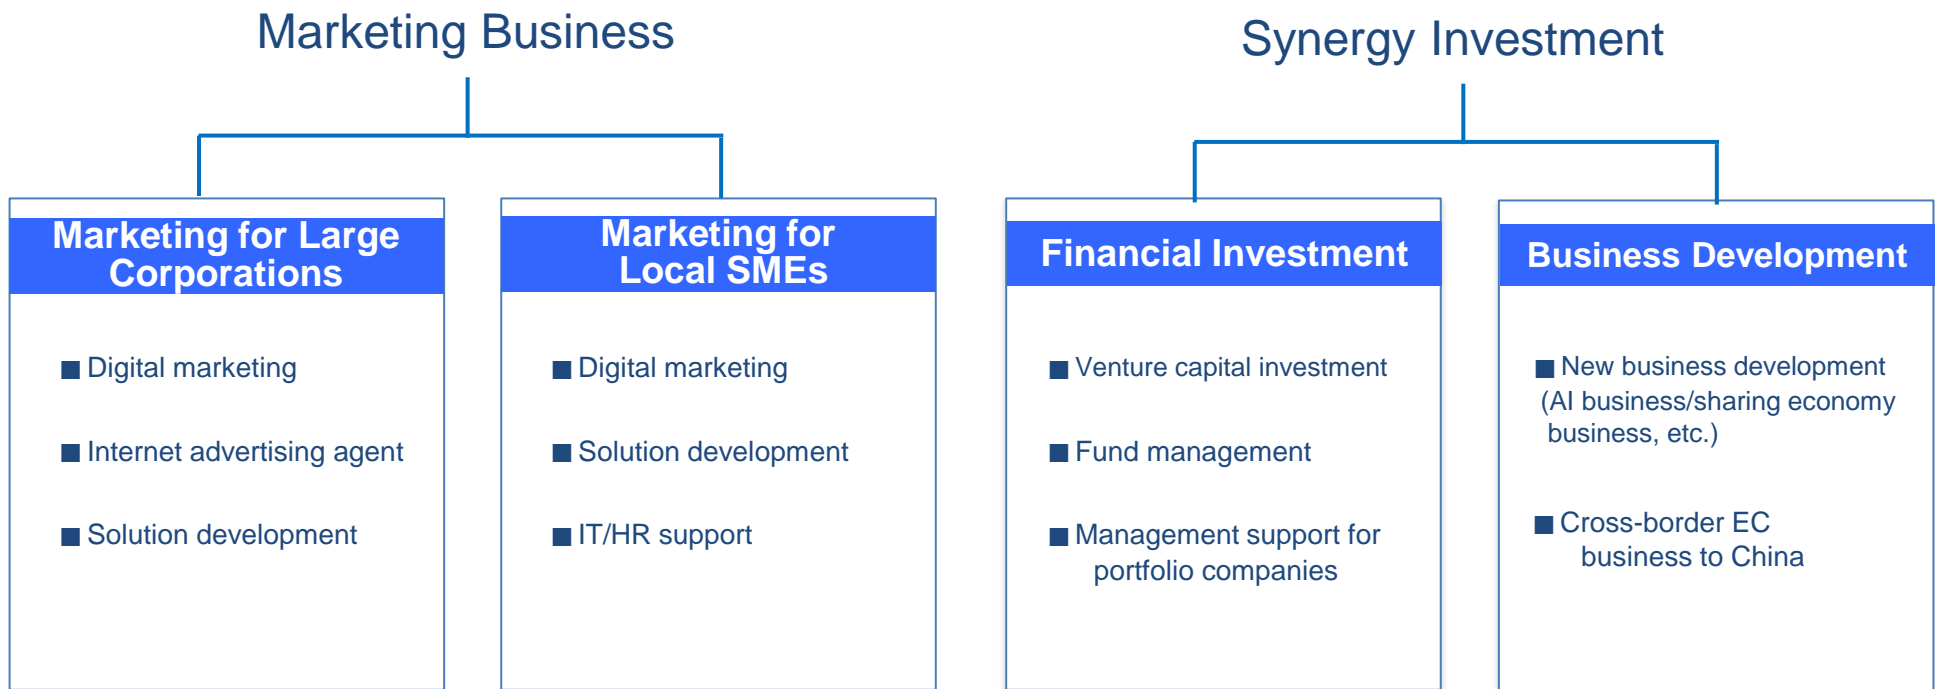 Marketing Business
Synergy Investment
Marketing for Large
Corporations
■ Digital marketing
■ Internet advertising agent
■ Solution development
Marketing for
Local SMEs
■ Digital marketing
■ Solution development
■ IT/HR support
Financial Investment
■ Venture capital investment
■ Fund management
■ Management support for
portfolio companies
Business Development
■ New business development
(AI business/sharing economy
business, etc.)
■ Cross-border EC
business to China